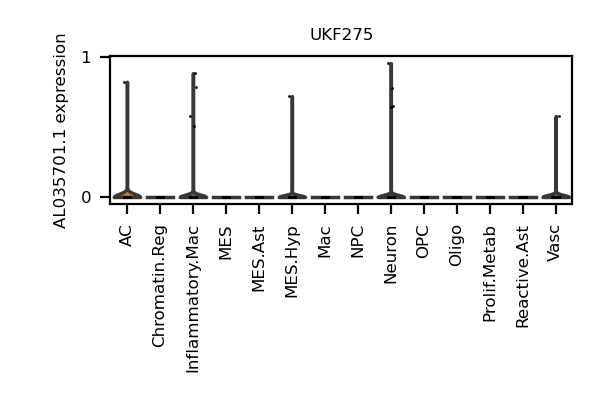 UKF275
AL035701.1 expression
1
0
AC
Chromatin.Reg
Inflammatory.Mac
MES
MES.Ast
MES.Hyp
Mac
NPC
Neuron
OPC
Oligo
Prolif.Metab
Reactive.Ast
Vasc